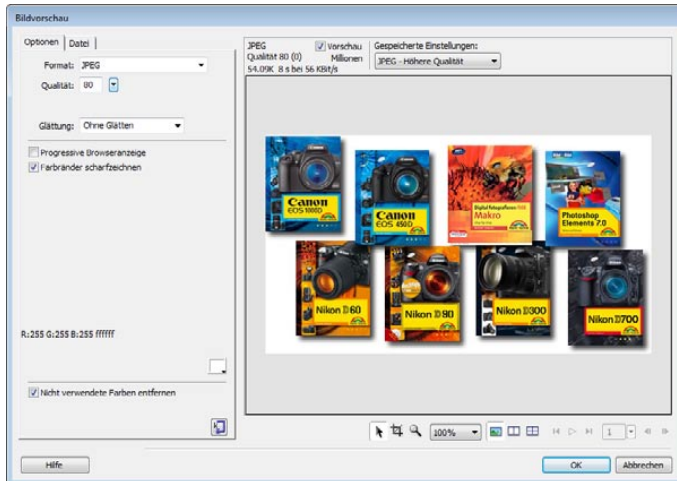 Bildvorschau
Optionen
Datei
Format: JPEG
Qualität: 80
Glättung: Ohne Glätten
Progressive Browseranzeige
Farbränder scharfzeichnen
R:255 G:255 B:255 ffffff
Nicht verwendete Farben entfernen
JPEG
Vorschau
Qualität 80 (0)
Millionen
54.09K 8 s bei 56 KBit/s
Gespeicherte Einstellungen:
JPEG - Höhere Qualität
Canon
EOS 1000D
Canon
EOS 450D
Digital fotografieren
Makro
Photoshop
Elements 7.0
Nikon D60
Nikon D90
Nikon D300
Nikon D700
100%
1
Hilfe
OK
Abbrechen